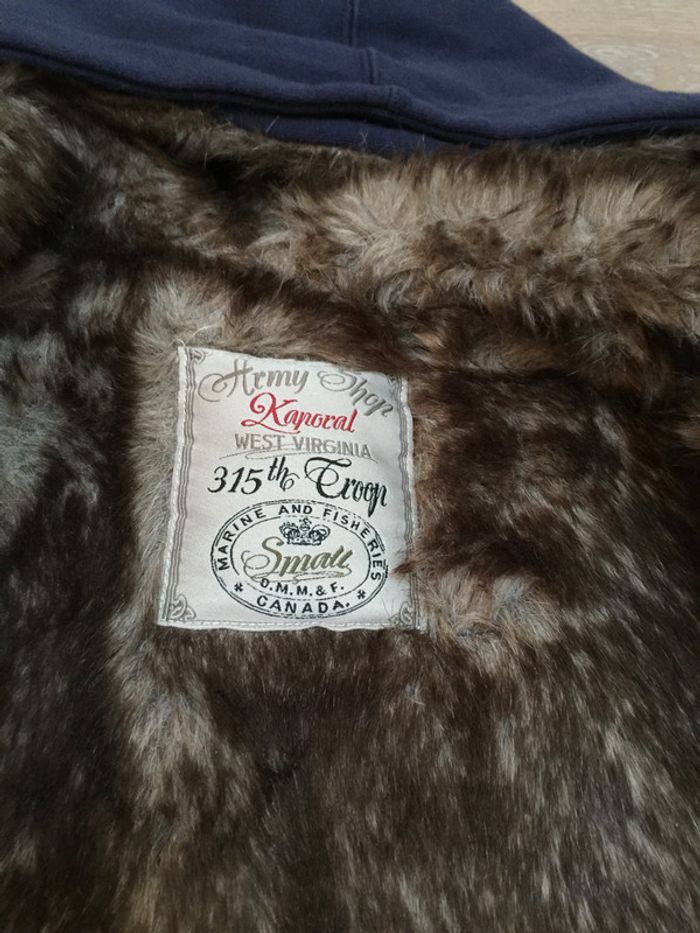 Army Shop
Kaporal
WEST VIRGINIA
315th Troop
MARINE AND FISHERIES
Small
D.M.M.& F.
CANADA.